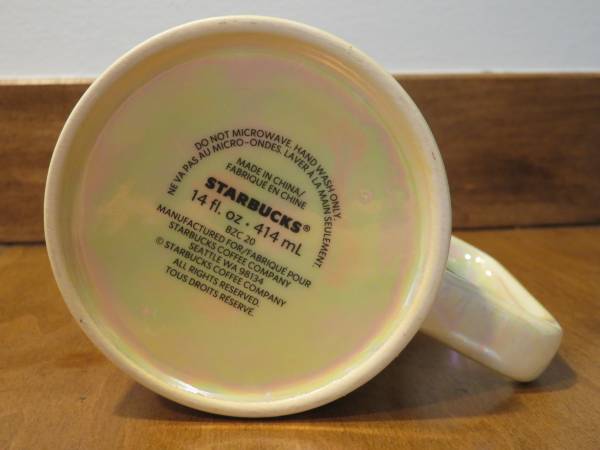 DO NOT MICROWAVE. HAND WASH ONLY.
NE VA PAS AU MICRO-ONDES. LAVER À LA MAIN SEULEMENT.
MADE IN CHINA/
FABRIQUÉ EN CHINE
STARBUCKS®
14 fl. oz • 414 mL
BZC 20
MANUFACTURED FOR/FABRIQUÉ POUR
STARBUCKS COFFEE COMPANY
SEATTLE WA 98134
© STARBUCKS COFFEE COMPANY
ALL RIGHTS RESERVED.
TOUS DROITS RÉSERVÉ.